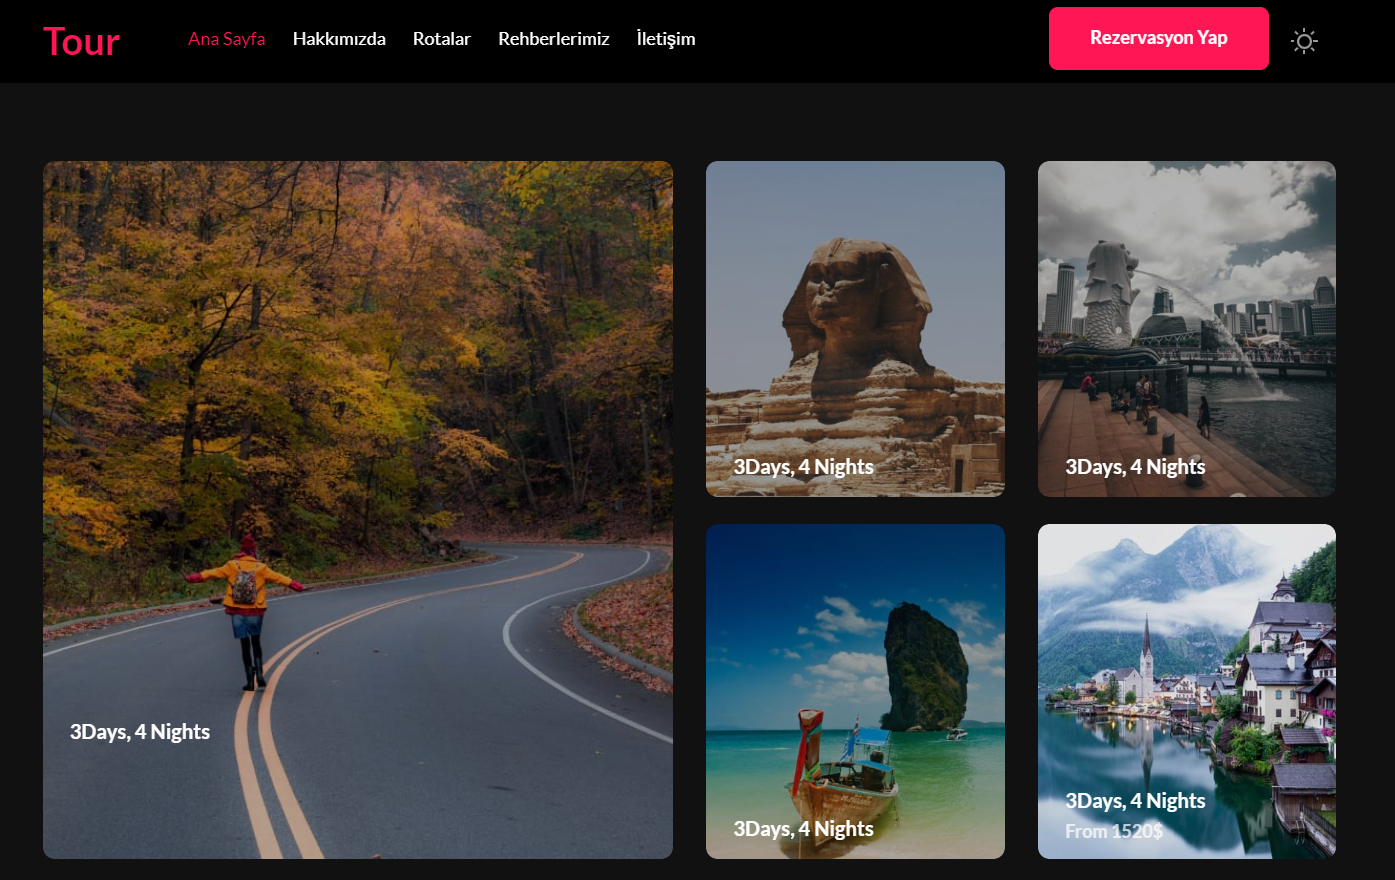 Tour
Ana Sayfa
Hakkımızda
Rotalar
Rehberlerimiz
İletişim
Rezervasyon Yap
3Days, 4 Nights
3Days, 4 Nights
3Days, 4 Nights
3Days, 4 Nights
3Days, 4 Nights
From 1520$